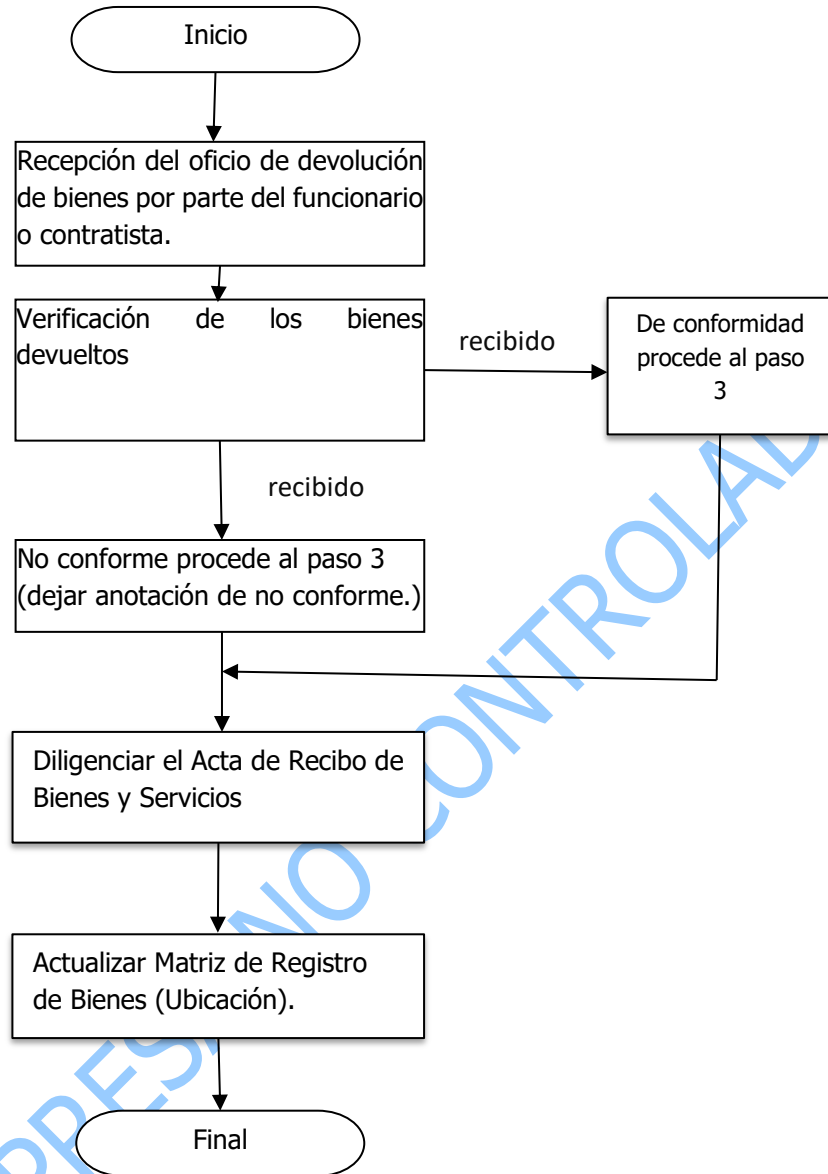 Inicio
Recepción del oficio de devolución
de bienes por parte del funcionario
o contratista.
Verificación de los bienes
devueltos
recibido
De conformidad
procede al paso
3
recibido
No conforme procede al paso 3
(dejar anotación de no conforme.)
Diligenciar el Acta de Recibo de
Bienes y Servicios
Actualizar Matriz de Registro
de Bienes (Ubicación).
Final
NO CONTROLAD